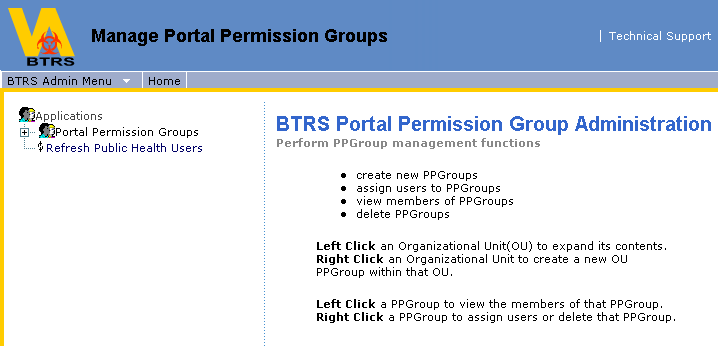 VA
BTRS
Manage Portal Permission Groups
| Technical Support
BTRS Admin Menu
Home
Applications
Portal Permission Groups
Refresh Public Health Users
BTRS Portal Permission Group Administration
Perform PPGroup management functions
• create new PPGroups
• assign users to PPGroups
• view members of PPGroups
• delete PPGroups
Left Click an Organizational Unit(OU) to expand its contents.
Right Click an Organizational Unit to create a new OU
PPGroup within that OU.
Left Click a PPGroup to view the members of that PPGroup.
Right Click a PPGroup to assign users or delete that PPGroup.